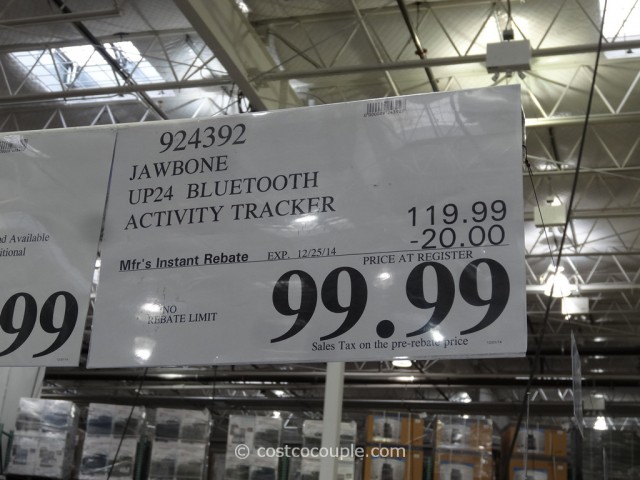 924392
JAWBONE
UP24 BLUETOOTH
ACTIVITY TRACKER
119.99
-20.00
Mfr's Instant Rebate EXP. 12/25/14 PRICE AT REGISTER
99.99
NO
REBATE LIMIT
Sales Tax on the pre-rebate price
Available
99
© costcocouple.com